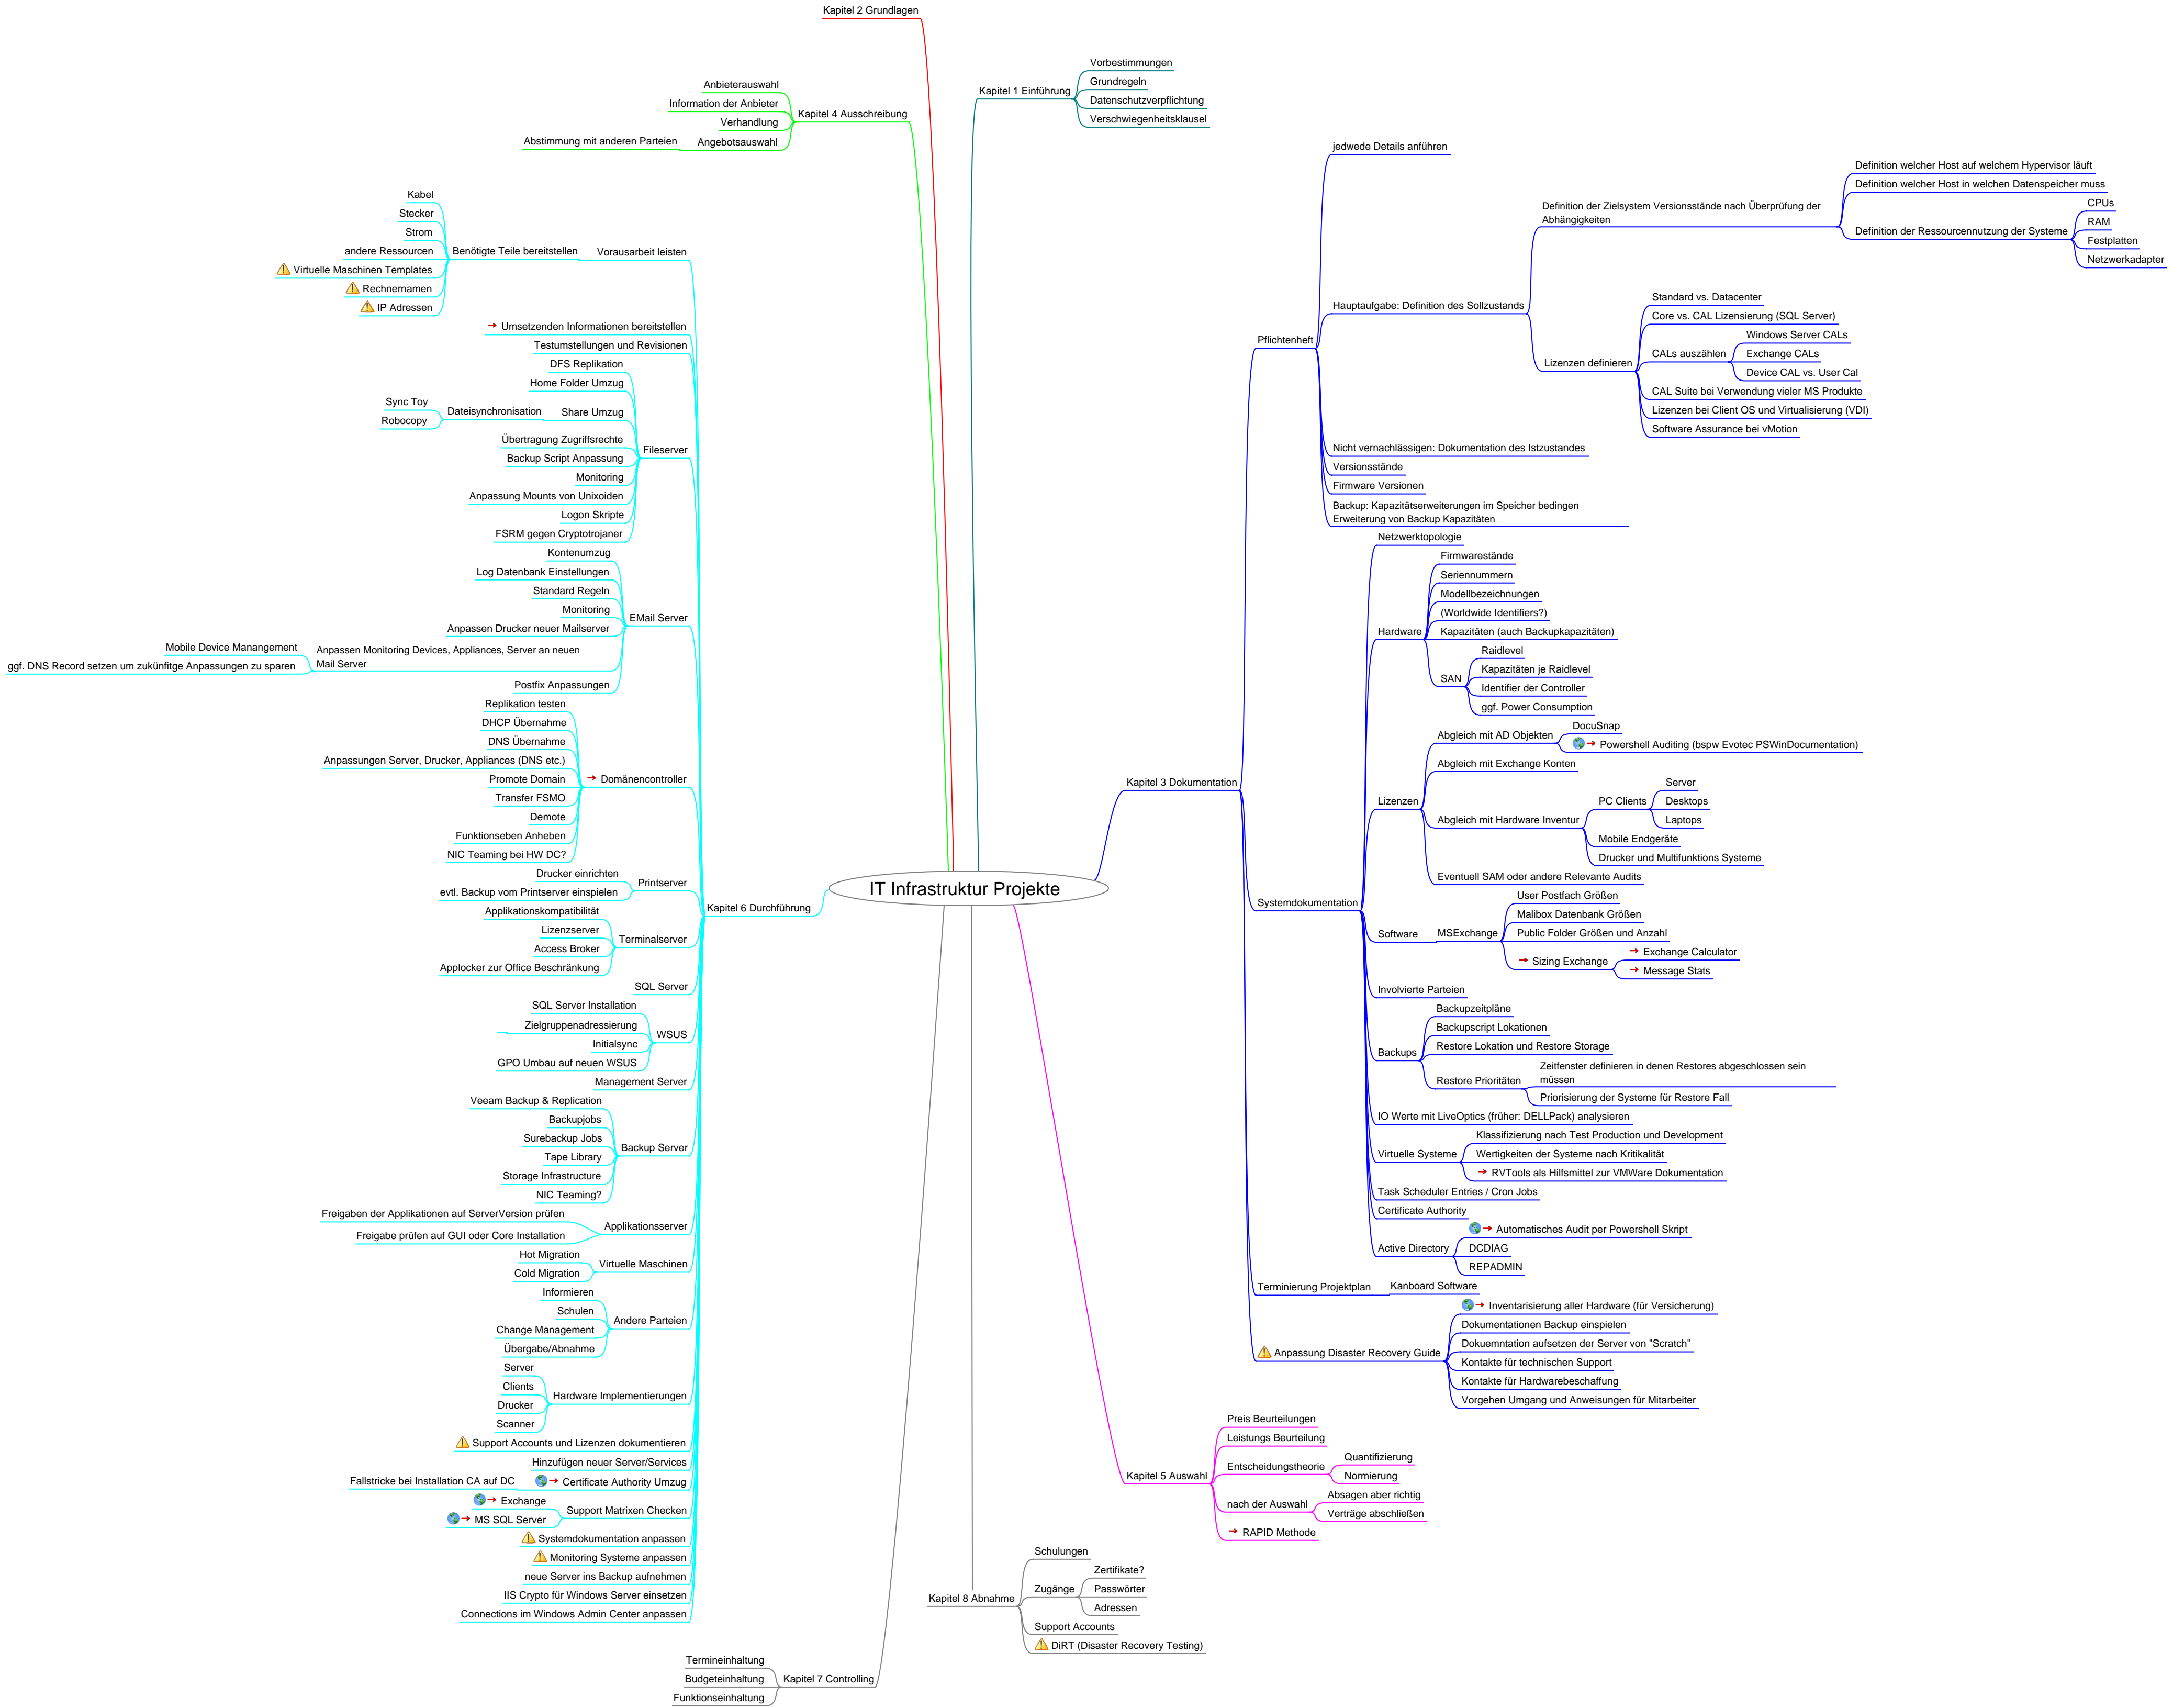 Kapitel 2 Grundlagen
Kapitel 4 Ausschreibung
Anbieterauswahl
Information der Anbieter
Verhandlung
Angebotsauswahl
Abstimmung mit anderen Parteien
Kapitel 6 Durchführung
Vorausarbeit leisten
Benötigte Teile bereitstellen
Kabel
Stecker
Strom
andere Ressourcen
Virtuelle Maschinen Templates
Rechnernamen
IP Adressen
Umsetzenden Informationen bereitstellen
Testumstellungen und Revisionen
Fileserver
DFS Replikation
Home Folder Umzug
Share Umzug
Dateisynchronisation
Sync Toy
Robocopy
Übertragung Zugriffsrechte
Backup Script Anpassung
Monitoring
Anpassung Mounts von Unixoiden
Logon Skripte
FSRM gegen Cryptotrojaner
EMail Server
Kontenumzug
Log Datenbank Einstellungen
Standard Regeln
Monitoring
Anpassen Drucker neuer Mailserver
Anpassen Monitoring Devices, Appliances, Server an neuen
Mail Server
Mobile Device Manangement
ggf. DNS Record setzen um zukünfitge Anpassungen zu sparen
Postfix Anpassungen
Domänencontroller
Replikation testen
DHCP Übernahme
DNS Übernahme
Anpassungen Server, Drucker, Appliances (DNS etc.)
Promote Domain
Transfer FSMO
Demote
Funktionseben Anheben
NIC Teaming bei HW DC?
Printserver
Drucker einrichten
evtl. Backup vom Printserver einspielen
Terminalserver
Applikationskompatibilität
Lizenzserver
Access Broker
Applocker zur Office Beschränkung
SQL Server
WSUS
SQL Server Installation
Zielgruppenadressierung
Initialsync
GPO Umbau auf neuen WSUS
Management Server
Backup Server
Veeam Backup & Replication
Backupjobs
Surebackup Jobs
Tape Library
Storage Infrastructure
NIC Teaming?
Applikationsserver
Freigaben der Applikationen auf ServerVersion prüfen
Freigabe prüfen auf GUI oder Core Installation
Virtuelle Maschinen
Hot Migration
Cold Migration
Andere Parteien
Informieren
Schulen
Change Management
Übergabe/Abnahme
Hardware Implementierungen
Server
Clients
Drucker
Scanner
Support Accounts und Lizenzen dokumentieren
Hinzufügen neuer Server/Services
Certificate Authority Umzug
Fallstricke bei Installation CA auf DC
Support Matrixen Checken
Exchange
MS SQL Server
Systemdokumentation anpassen
Monitoring Systeme anpassen
neue Server ins Backup aufnehmen
IIS Crypto für Windows Server einsetzen
Connections im Windows Admin Center anpassen
Kapitel 7 Controlling
Termineinhaltung
Budgeteinhaltung
Funktionseinhaltung
IT Infrastruktur Projekte
Kapitel 1 Einführung
Vorbestimmungen
Grundregeln
Datenschutzverpflichtung
Verschwiegenheitsklausel
Kapitel 3 Dokumentation
Pflichtenheft
jedwede Details anführen
Hauptaufgabe: Definition des Sollzustands
Definition der Zielsystem Versionsstände nach Überprüfung der
Abhängigkeiten
Definition welcher Host auf welchem Hypervisor läuft
Definition welcher Host in welchen Datenspeicher muss
Definition der Ressourcennutzung der Systeme
CPUs
RAM
Festplatten
Netzwerkadapter
Lizenzen definieren
Standard vs. Datacenter
Core vs. CAL Lizensierung (SQL Server)
CALs auszählen
Windows Server CALs
Exchange CALs
Device CAL vs. User Cal
CAL Suite bei Verwendung vieler MS Produkte
Lizenzen bei Client OS und Virtualisierung (VDI)
Software Assurance bei vMotion
Nicht vernachlässigen: Dokumentation des Istzustandes
Versionsstände
Firmware Versionen
Backup: Kapazitätserweiterungen im Speicher bedingen
Erweiterung von Backup Kapazitäten
Systemdokumentation
Netzwerktopologie
Hardware
Firmwarestände
Seriennummern
Modellbezeichnungen
(Worldwide Identifiers?)
Kapazitäten (auch Backupkapazitäten)
SAN
Raidlevel
Kapazitäten je Raidlevel
Identifier der Controller
ggf. Power Consumption
Lizenzen
Abgleich mit AD Objekten
DocuSnap
Powershell Auditing (bspw Evotec PSWinDocumentation)
Abgleich mit Exchange Konten
Abgleich mit Hardware Inventur
PC Clients
Server
Desktops
Laptops
Mobile Endgeräte
Drucker und Multifunktions Systeme
Eventuell SAM oder andere Relevante Audits
Software
MSExchange
User Postfach Größen
Malibox Datenbank Größen
Public Folder Größen und Anzahl
Sizing Exchange
Exchange Calculator
Message Stats
Involvierte Parteien
Backups
Backupzeitpläne
Backupscript Lokationen
Restore Lokation und Restore Storage
Restore Prioritäten
Zeitfenster definieren in denen Restores abgeschlossen sein
müssen
Priorisierung der Systeme für Restore Fall
IO Werte mit LiveOptics (früher: DELLPack) analysieren
Virtuelle Systeme
Klassifizierung nach Test Production und Development
Wertigkeiten der Systeme nach Kritikalität
RVTools als Hilfsmittel zur VMWare Dokumentation
Task Scheduler Entries / Cron Jobs
Certificate Authority
Active Directory
Automatisches Audit per Powershell Skript
DCDIAG
REPADMIN
Terminierung Projektplan
Kanboard Software
Anpassung Disaster Recovery Guide
Inventarisierung aller Hardware (für Versicherung)
Dokumentationen Backup einspielen
Dokuemntation aufsetzen der Server von "Scratch"
Kontakte für technischen Support
Kontakte für Hardwarebeschaffung
Vorgehen Umgang und Anweisungen für Mitarbeiter
Kapitel 5 Auswahl
Preis Beurteilungen
Leistungs Beurteilung
Entscheidungstheorie
Quantifizierung
Normierung
nach der Auswahl
Absagen aber richtig
Verträge abschließen
RAPID Methode
Kapitel 8 Abnahme
Schulungen
Zugänge
Zertifikate?
Passwörter
Adressen
Support Accounts
DiRT (Disaster Recovery Testing)